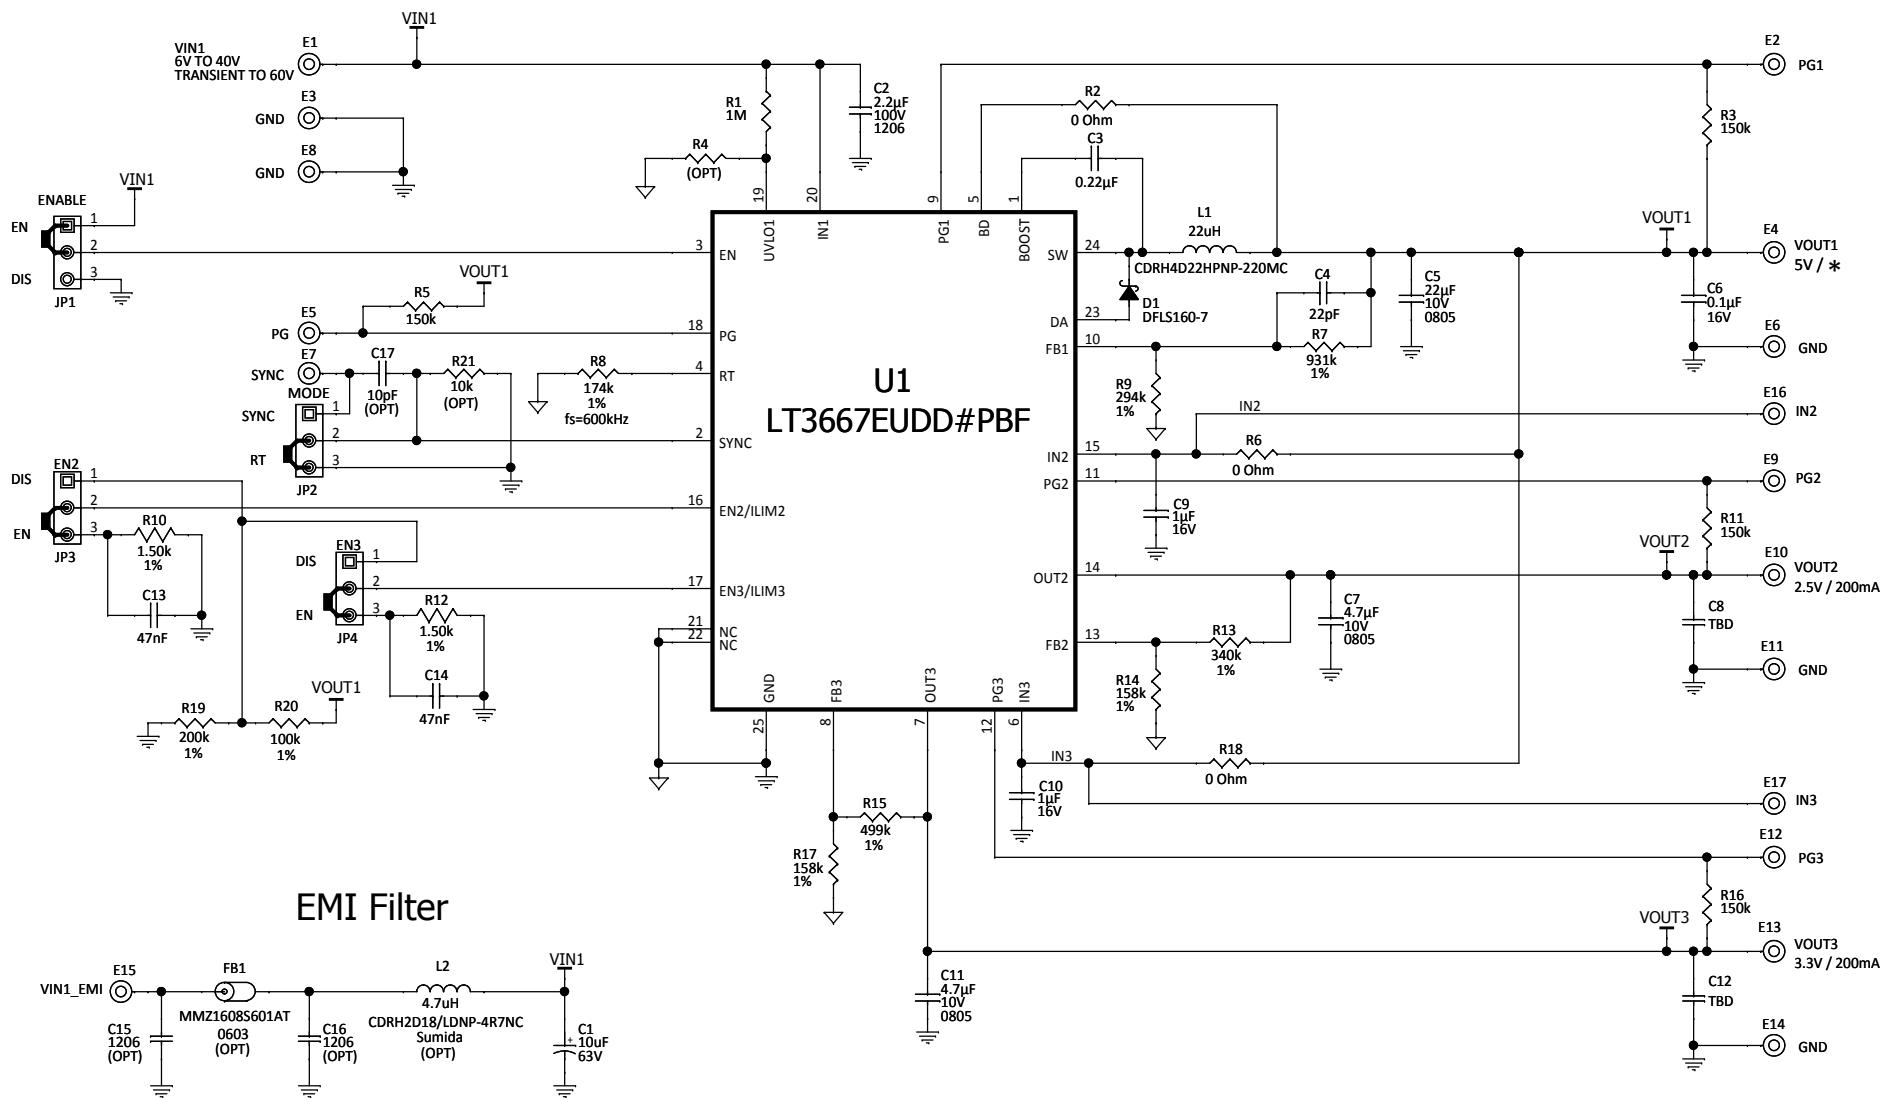 VIN1
E1
VIN1
6V TO 40V
TRANSIENT TO 60V
E3
GND
E8
GND
R1
1M
R4
(OPT)
C2
2.2µF
100V
1206
R2
0 Ohm
C3
0.22µF
E2
PG1
R3
150k
VIN1
ENABLE
EN
1
2
DIS
3
JP1
VOUT1
R5
150k
E5
PG
E7
SYNC
C17
10pF
(OPT)
R21
10k
(OPT)
R8
174k
1%
fs=600kHz
MODE
SYNC
1
2
RT
3
JP2
EN2
DIS
1
2
EN
3
JP3
R10
1.50k
1%
C13
47nF
EN3
DIS
1
2
EN
3
JP4
R12
1.50k
1%
C14
47nF
VOUT1
R19
200k
1%
R20
100k
1%
U1
LT3667EUDD#PBF
19
UVLO1
20
IN1
9
PG1
5
BD
1
BOOST
3
EN
18
PG
4
RT
2
SYNC
16
EN2/ILIM2
17
EN3/ILIM3
21
NC
22
NC
25
GND
8
FB3
7
OUT3
12
PG3
6
IN3
24
SW
23
DA
10
FB1
15
IN2
11
PG2
14
OUT2
13
FB2
L1
22uH
CDRH4D22HPNP-220MC
D1
DFLS160-7
C4
22pF
R7
931k
1%
C5
22µF
10V
0805
VOUT1
E4
VOUT1
5V / *
C6
0.1µF
16V
E6
GND
R9
294k
1%
IN2
E16
IN2
R6
0 Ohm
C9
1µF
16V
E9
PG2
R11
150k
VOUT2
E10
VOUT2
2.5V / 200mA
C7
4.7µF
10V
0805
C8
TBD
E11
GND
R13
340k
1%
R14
158k
1%
IN3
R18
0 Ohm
C10
1µF
16V
E17
IN3
E12
PG3
R15
499k
1%
R17
158k
1%
R16
150k
VOUT3
E13
VOUT3
3.3V / 200mA
C11
4.7µF
10V
0805
C12
TBD
E14
GND
EMI Filter
E15
VIN1_EMI
FB1
MMZ1608S601AT
0603
(OPT)
L2
4.7uH
CDRH2D18/LDNP-4R7NC
Sumida
(OPT)
VIN1
C15
1206
(OPT)
C16
1206
(OPT)
C1
+
10uF
63V